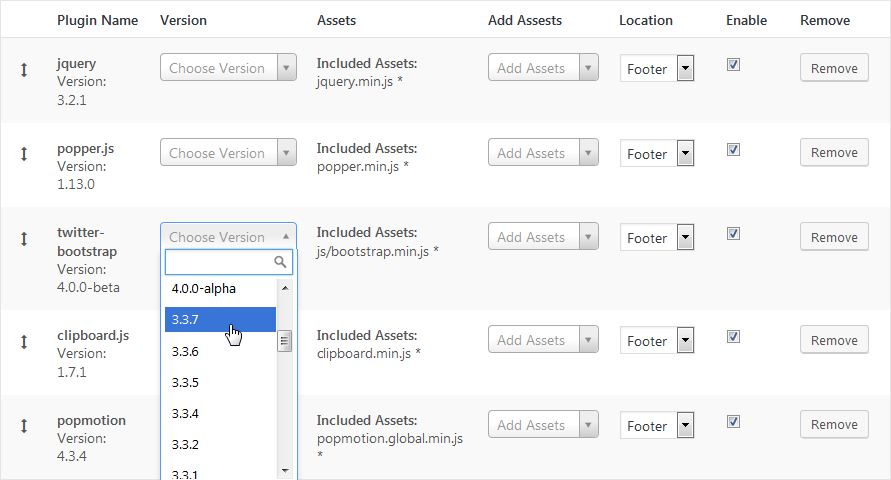 Plugin Name Version Assets Add Assests Location Enable Remove
jquery
Version:
3.2.1
Choose Version
Included Assets:
jquery.min.js *
Add Assets
Footer
Remove
popper.js
Version:
1.13.0
Choose Version
Included Assets:
popper.min.js *
Add Assets
Footer
Remove
twitter-
bootstrap
Version:
4.0.0-beta
Choose Version
4.0.0-alpha
3.3.7
3.3.6
3.3.5
3.3.4
3.3.2
3.3.1
Included Assets:
js/bootstrap.min.js *
Add Assets
Footer
Remove
clipboard.js
Version:
1.7.1
Included Assets:
clipboard.min.js *
Add Assets
Footer
Remove
popmotion
Version:
4.3.4
Included Assets:
popmotion.global.min.js
*
Add Assets
Footer
Remove